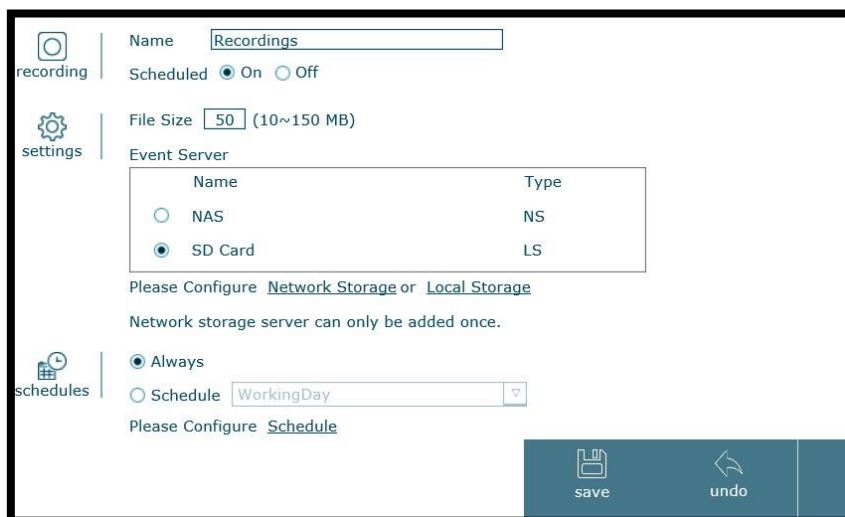 Name Recordings
recording
Scheduled On Off
File Size 50 (10~150 MB)
settings
Event Server
Name Type
NAS NS
SD Card LS
Please Configure Network Storage or Local Storage
Network storage server can only be added once.
Always
schedules
Schedule WorkingDay
Please Configure Schedule
save undo